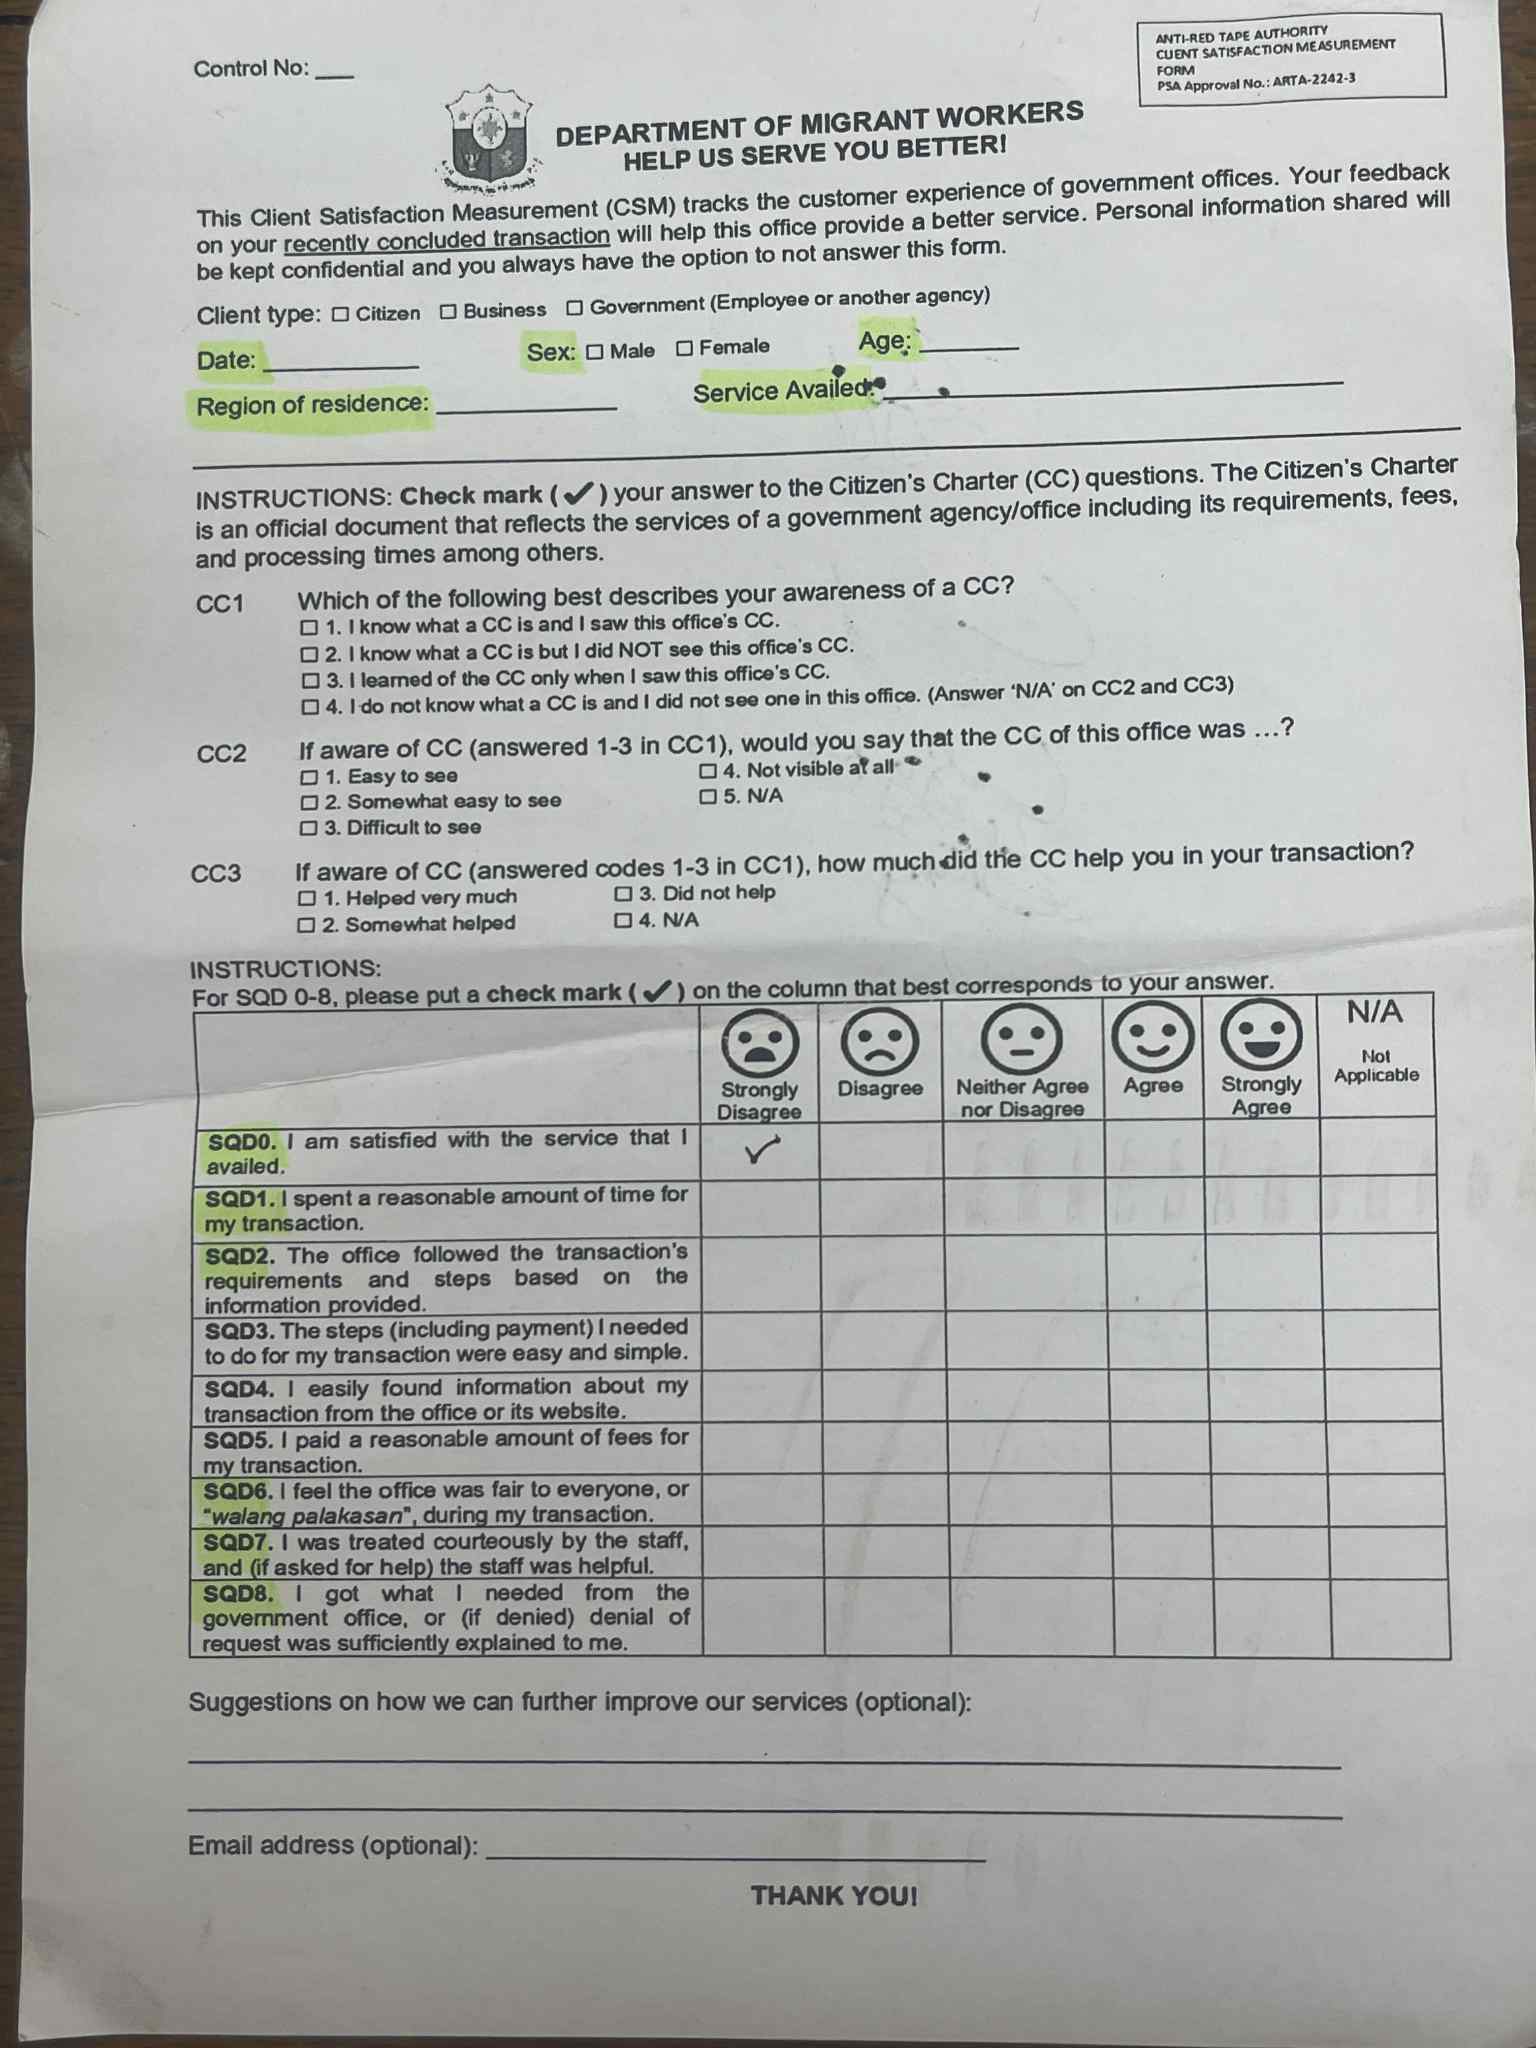 Control No: ___
ANTI-RED TAPE AUTHORITY
CLIENT SATISFACTION MEASUREMENT
FORM
PSA Approval No.: ARTA-2242-3
DEPARTMENT OF MIGRANT WORKERS
HELP US SERVE YOU BETTER!
This Client Satisfaction Measurement (CSM) tracks the customer experience of government offices. Your feedback
on your recently concluded transaction will help this office provide a better service. Personal information shared will
be kept confidential and you always have the option to not answer this form.
Client type: ☐ Citizen ☐ Business ☐ Government (Employee or another agency)
Date: ________ Sex: ☐ Male ☐ Female Age: ________
Region of residence: ________ Service Availed: ________
INSTRUCTIONS: Check mark (✔) your answer to the Citizen's Charter (CC) questions. The Citizen's Charter
is an official document that reflects the services of a government agency/office including its requirements, fees,
and processing times among others.
CC1 Which of the following best describes your awareness of a CC?
☐ 1. I know what a CC is and I saw this office's CC.
☐ 2. I know what a CC is but I did NOT see this office's CC.
☐ 3. I learned of the CC only when I saw this office's CC.
☐ 4. I do not know what a CC is and I did not see one in this office. (Answer 'N/A' on CC2 and CC3)
CC2 If aware of CC (answered 1-3 in CC1), would you say that the CC of this office was ...?
☐ 1. Easy to see ☐ 4. Not visible at all
☐ 2. Somewhat easy to see ☐ 5. N/A
☐ 3. Difficult to see
CC3 If aware of CC (answered codes 1-3 in CC1), how much did the CC help you in your transaction?
☐ 1. Helped very much ☐ 3. Did not help
☐ 2. Somewhat helped ☐ 4. N/A
INSTRUCTIONS:
For SQD 0-8, please put a check mark (✔) on the column that best corresponds to your answer.
Strongly Disagree
Disagree
Neither Agree nor Disagree
Agree
Strongly Agree
N/A
Not Applicable
SQD0. I am satisfied with the service that I
availed. ✓
SQD1. I spent a reasonable amount of time for
my transaction.
SQD2. The office followed the transaction's
requirements and steps based on the
information provided.
SQD3. The steps (including payment) I needed
to do for my transaction were easy and simple.
SQD4. I easily found information about my
transaction from the office or its website.
SQD5. I paid a reasonable amount of fees for
my transaction.
SQD6. I feel the office was fair to everyone, or
"walang palakasan", during my transaction.
SQD7. I was treated courteously by the staff,
and (if asked for help) the staff was helpful.
SQD8. I got what I needed from the
government office, or (if denied) denial of
request was sufficiently explained to me.
Suggestions on how we can further improve our services (optional):
Email address (optional): ________
THANK YOU!